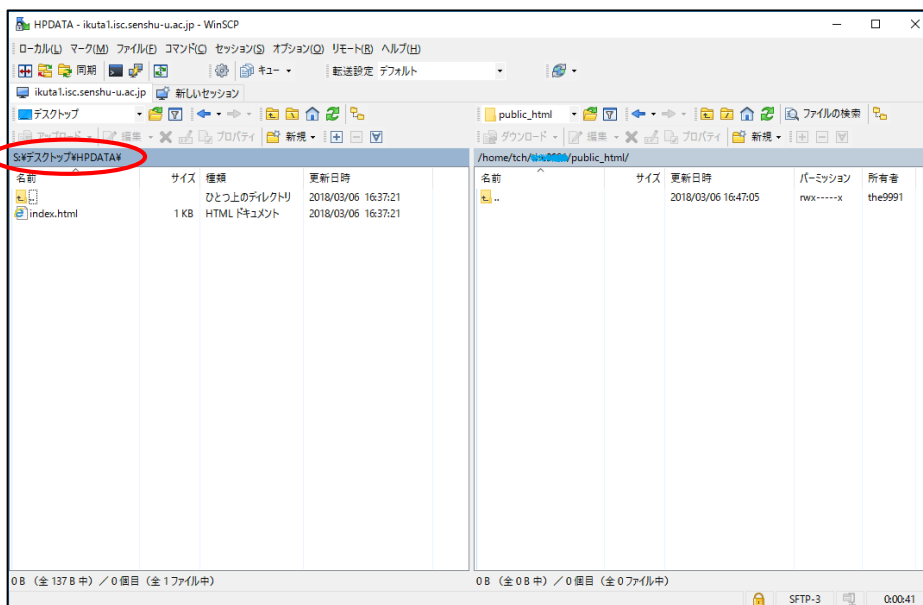 HPDATA - ikuta1.isc.senshu-u.ac.jp - WinSCP
ローカル(L) マーク(M) ファイル(F) コマンド(C) セッション(S) オプション(O) リモート(R) ヘルプ(H)
同期 キュー 転送設定 デフォルト
ikuta1.isc.senshu-u.ac.jp 新しいセッション
デスクトップ public_html ファイルの検索
アップロード 編集 プロパティ 新規 ダウンロード 編集 プロパティ 新規
S:¥デスクトップ¥HPDATA¥ /home/tch/ /public_html/
名前 サイズ 種類 更新日時 名前 サイズ 更新日時 パーミッション 所有者
.. ひとつ上のディレクトリ 2018/03/06 16:37:21 .. 2018/03/06 16:47:05 rwx-----x the9991
index.html 1 KB HTML ドキュメント 2018/03/06 16:37:21
0 B (全 137 B 中) / 0 個目 (全 1 ファイル中) 0 B (全 0 B 中) / 0 個目 (全 0 ファイル中)
SFTP-3 0:00:41